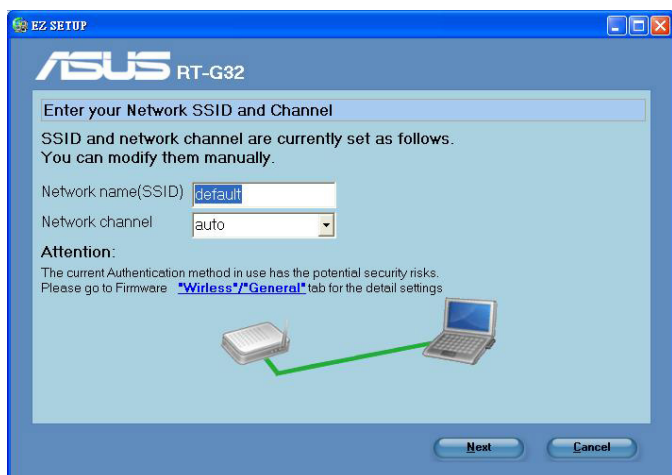 EZ SETUP
ASUS RT-G32
Enter your Network SSID and Channel
SSID and network channel are currently set as follows.
You can modify them manually.
Network name(SSID) default
Network channel auto
Attention:
The current Authentication method in use has the potential security risks.
Please go to Firmware "Wirless"/"General" tab for the detail settings
Next Cancel